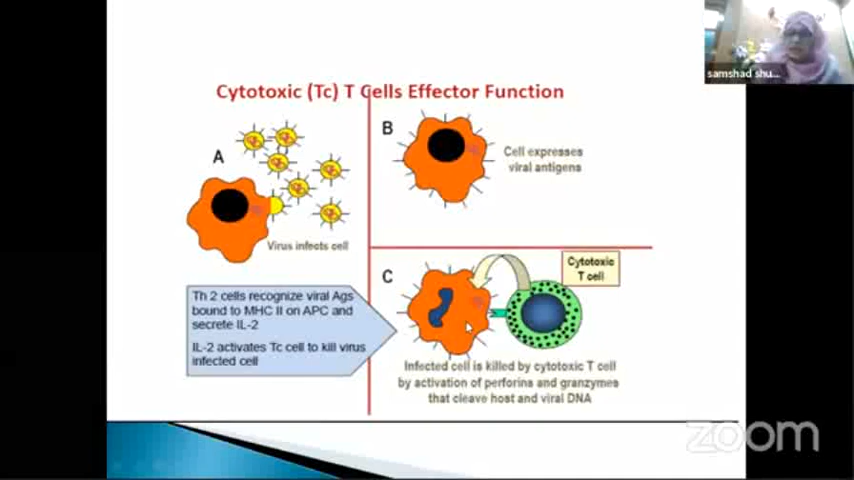 samshad shu...
Cytotoxic (Tc) T Cells Effector Function
A
Virus infects cell
B
Cell expresses
viral antigens
Th 2 cells recognize viral Ags
bound to MHC II on APC and
secrete IL-2
IL-2 activates Tc cell to kill virus
infected cell
C
Cytotoxic
T cell
Infected cell is killed by cytotoxic T cell
by activation of perforins and granzymes
that cleave host and viral DNA
zoom